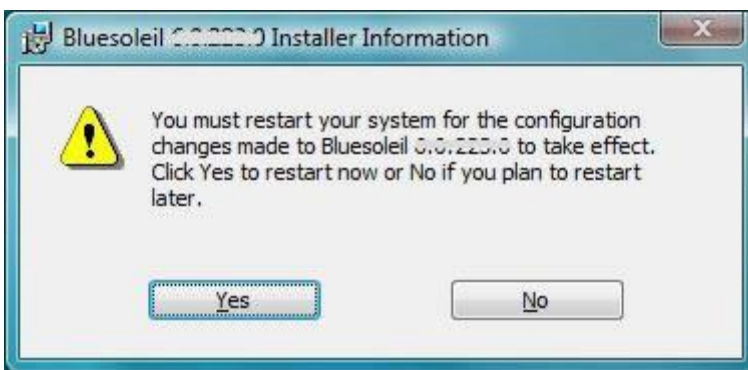 Bluesoleil Installer Information
You must restart your system for the configuration
changes made to Bluesoleil to take effect.
Click Yes to restart now or No if you plan to restart
later.
Yes
No